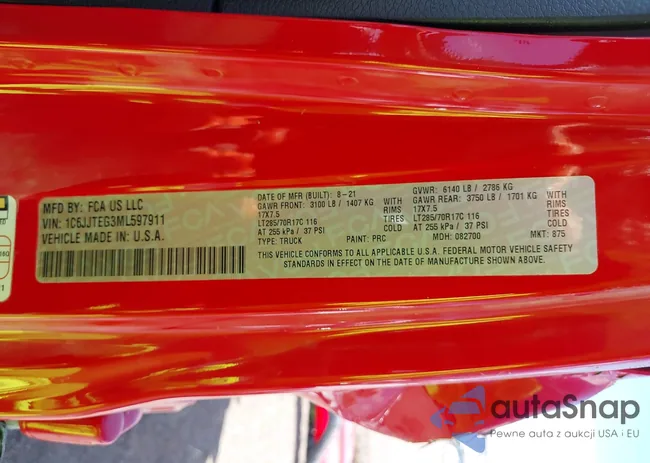 MFD BY: FCA US LLC
VIN: 1C6JJTEG3ML597911
VEHICLE MADE IN U.S.A.
DATE OF MFR (BUILT): 8-21
GAWR FRONT: 3100 LB / 1407 KG
17X7.5
WITH
RIMS
LT285/70R17C 116
TIRES
AT 255 kPa / 37 PSI
COLD
TYPE: TRUCK
PAINT: PRC
GVWR: 6140 LB / 2786 KG
GAWR REAR: 3750 LB / 1701 KG
17X7.5
WITH
RIMS
LT285/70R17C 116
TIRES
AT 255 kPa / 37 PSI
COLD
MDH: 082700
MKT: 875
THIS VEHICLE CONFORMS TO ALL APPLICABLE U.S.A. FEDERAL MOTOR VEHICLE SAFETY
STANDARDS IN EFFECT ON THE DATE OF MANUFACTURE SHOWN ABOVE.
autoSnap
Pewne auta z aukcji USA i EU